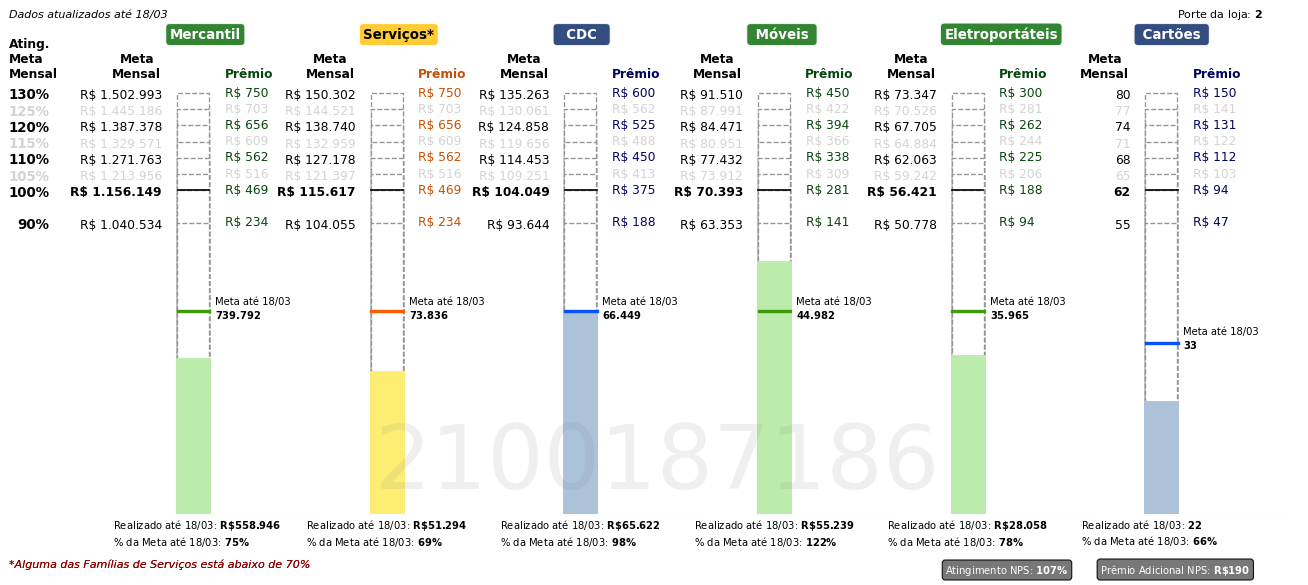 Dados atualizados até 18/03
Porte da loja: 2
Mercantil Serviços* CDC Móveis Eletroportáteis Cartões
Ating. Meta Mensal
Meta Mensal Prêmio Meta Mensal Prêmio Meta Mensal Prêmio Meta Mensal Prêmio Meta Mensal Prêmio Meta Mensal Prêmio
130% R$ 1.502.993 R$ 750 R$ 150.302 R$ 750 R$ 135.263 R$ 600 R$ 91.510 R$ 450 R$ 73.347 R$ 300 80 R$ 150
125% R$ 1.445.186 R$ 703 R$ 144.521 R$ 703 R$ 130.061 R$ 562 R$ 87.991 R$ 422 R$ 70.526 R$ 281 77 R$ 141
120% R$ 1.387.378 R$ 656 R$ 138.740 R$ 656 R$ 124.858 R$ 525 R$ 84.471 R$ 394 R$ 67.705 R$ 262 74 R$ 131
115% R$ 1.329.571 R$ 609 R$ 132.959 R$ 609 R$ 119.656 R$ 488 R$ 80.951 R$ 366 R$ 64.884 R$ 244 71 R$ 122
110% R$ 1.271.763 R$ 562 R$ 127.178 R$ 562 R$ 114.453 R$ 450 R$ 77.432 R$ 338 R$ 62.063 R$ 225 68 R$ 112
105% R$ 1.213.956 R$ 516 R$ 121.397 R$ 516 R$ 109.251 R$ 413 R$ 73.912 R$ 309 R$ 59.242 R$ 206 65 R$ 103
100% R$ 1.156.149 R$ 469 R$ 115.617 R$ 469 R$ 104.049 R$ 375 R$ 70.393 R$ 281 R$ 56.421 R$ 188 62 R$ 94
90% R$ 1.040.534 R$ 234 R$ 104.055 R$ 234 R$ 93.644 R$ 188 R$ 63.353 R$ 141 R$ 50.778 R$ 94 55 R$ 47
Meta até 18/03 Meta até 18/03 Meta até 18/03 Meta até 18/03 Meta até 18/03
739.792 73.836 66.449 44.982 35.965
Meta até 18/03
33
2100187186
Realizado até 18/03: R$558.946 Realizado até 18/03: R$51.294 Realizado até 18/03: R$65.622 Realizado até 18/03: R$55.239 Realizado até 18/03: R$28.058 Realizado até 18/03: 22
% da Meta até 18/03: 75% % da Meta até 18/03: 69% % da Meta até 18/03: 98% % da Meta até 18/03: 122% % da Meta até 18/03: 78% % da Meta até 18/03: 66%
*Alguma das Famílias de Serviços está abaixo de 70%
Atingimento NPS: 107% Prêmio Adicional NPS: R$190